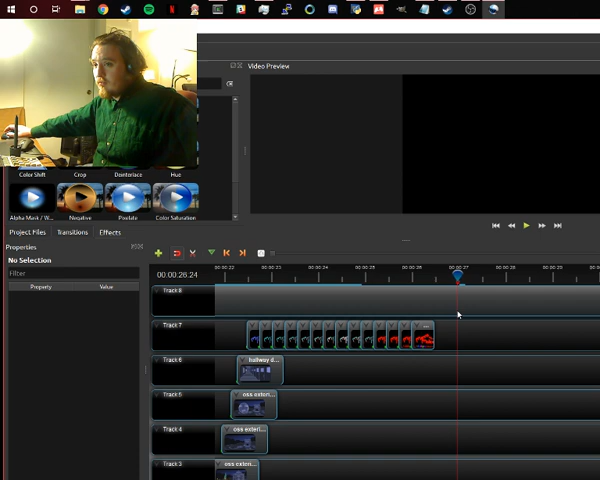 Video Preview
Color Shift
Crop
Deinterlace
Hue
Alpha Mask / W...
Negative
Pixelate
Color Saturation
Project Files
Transitions
Effects
Properties
No Selection
Filter
Property
Value
00:00:26.24
00:00:22
00:00:23
00:00:24
00:00:25
00:00:26
00:00:27
00:00:28
00:00:29
Track 8
Track 7
...
Track 6
hallway d...
Track 5
oss exteri...
Track 4
oss exteri...
Track 3
oss exteri...